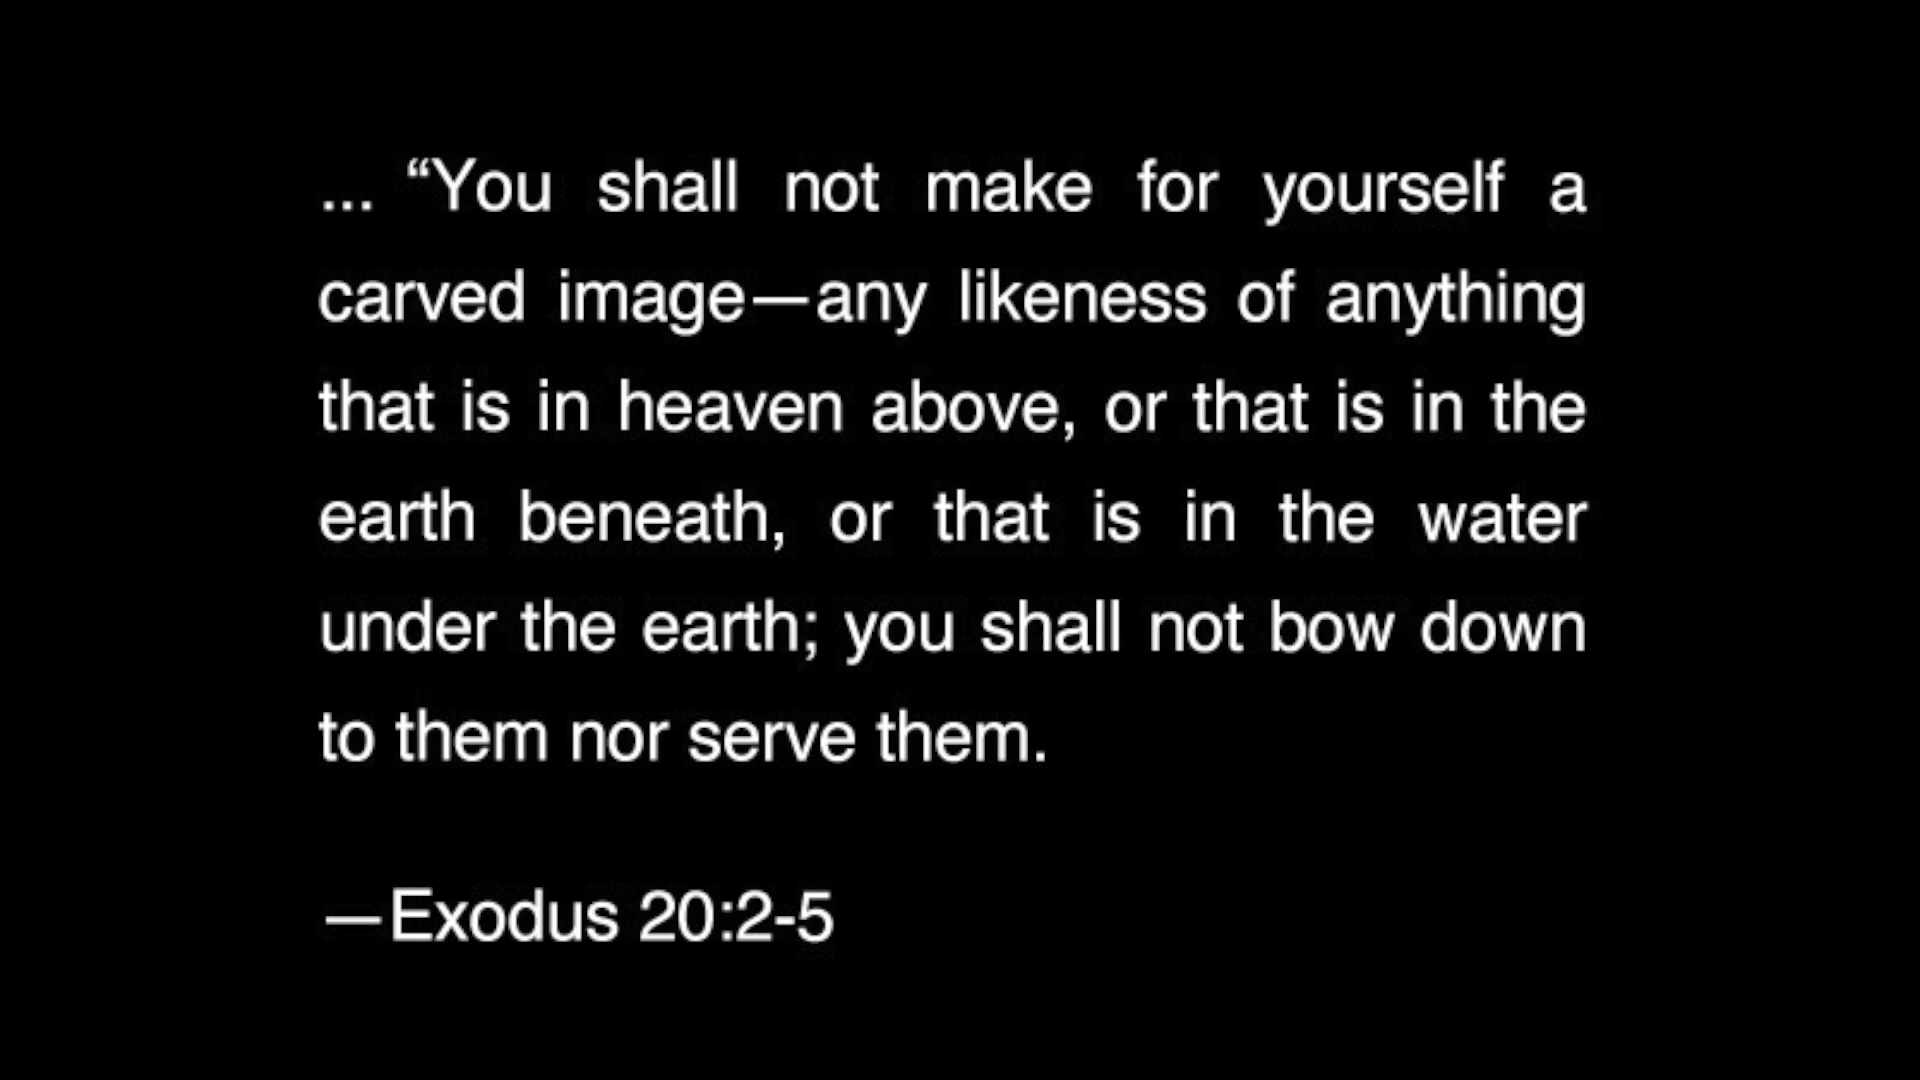 ... “You shall not make for yourself a
carved image—any likeness of anything
that is in heaven above, or that is in the
earth beneath, or that is in the water
under the earth; you shall not bow down
to them nor serve them.
—Exodus 20:2-5